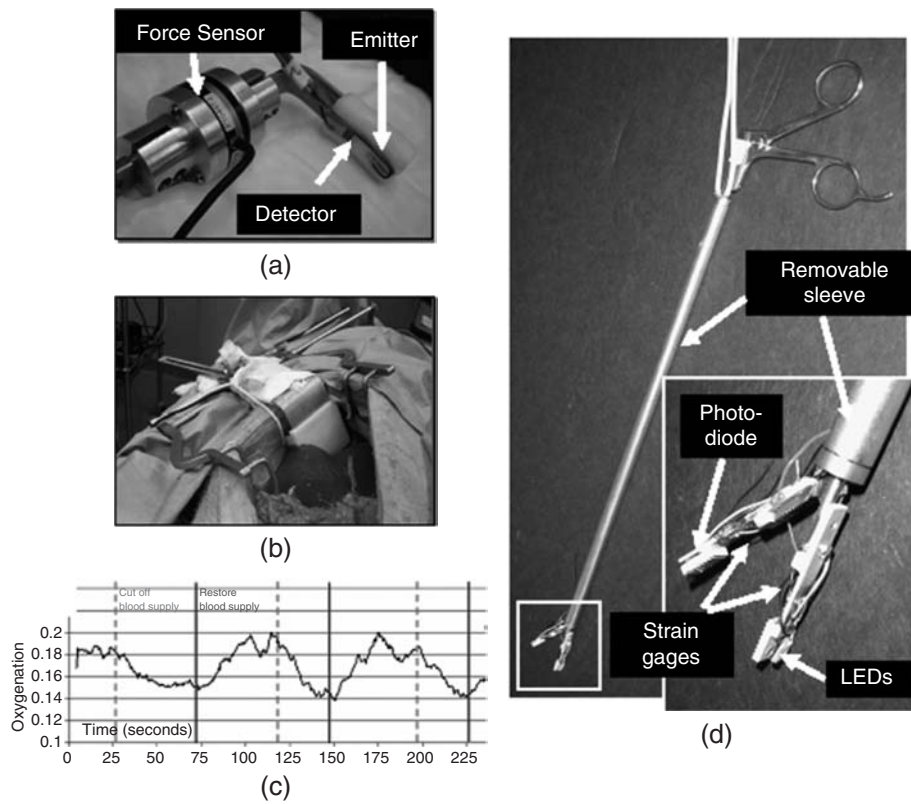 Force Sensor
Emitter
Detector
(a)
(b)
Cut off
blood supply
Restore
blood supply
0.2
0.18
0.16
0.14
0.12
0.1
Oxygenation
Time (seconds)
0 25 50 75 100 125 150 175 200 225
(c)
Removable
sleeve
Photo-
diode
Strain
gages
LEDs
(d)